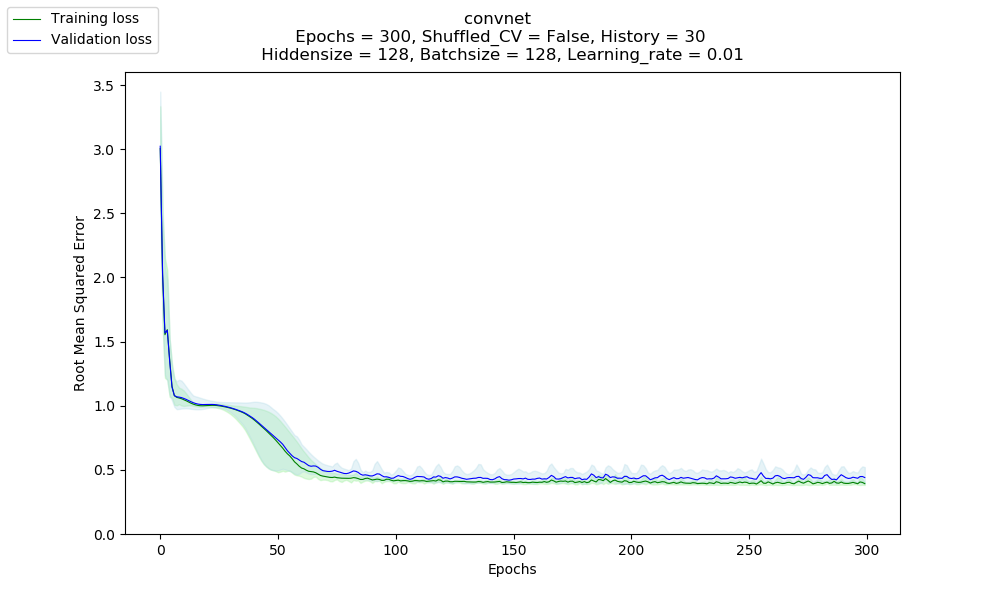 Training loss
Validation loss
convnet
Epochs = 300, Shuffled_CV = False, History = 30
Hiddensize = 128, Batchsize = 128, Learning_rate = 0.01
Root Mean Squared Error
3.5
3.0
2.5
2.0
1.5
1.0
0.5
0.0
0 50 100 150 200 250 300
Epochs